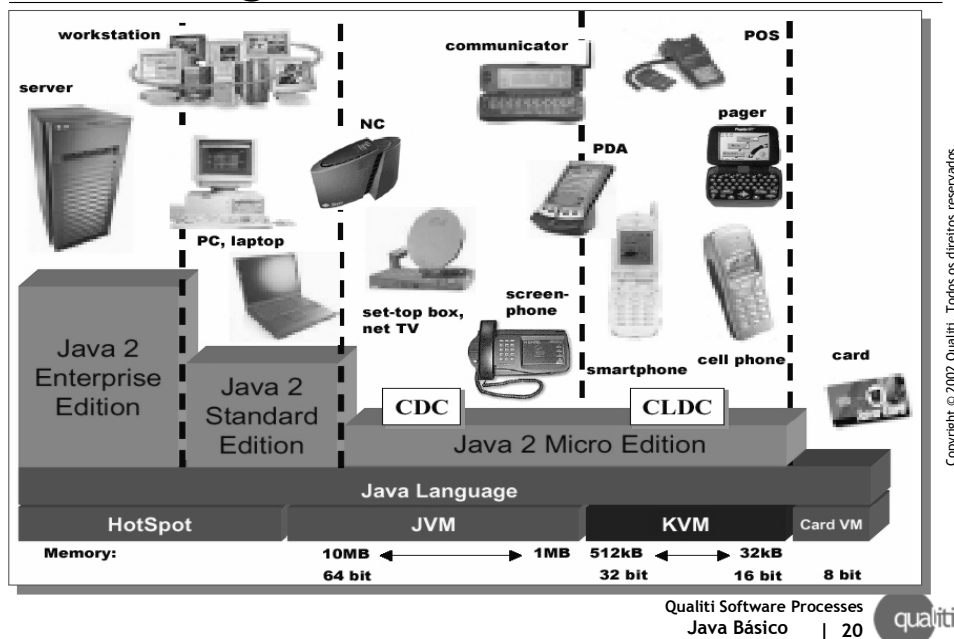 workstation
server
communicator
POS
NC
pager
PDA
PC, laptop
set-top box,
net TV
screen-
phone
smartphone
cell phone
card
Java 2
Enterprise
Edition
Java 2
Standard
Edition
CDC
CLDC
Java 2 Micro Edition
Java Language
HotSpot
JVM
KVM
Card VM
Memory:
10MB
1MB
512kB
32kB
64 bit
32 bit
16 bit
8 bit
Copyright © 2002 Qualiti. Todos os direitos reservados.
Qualiti Software Processes
Java Básico | 20
qualiti